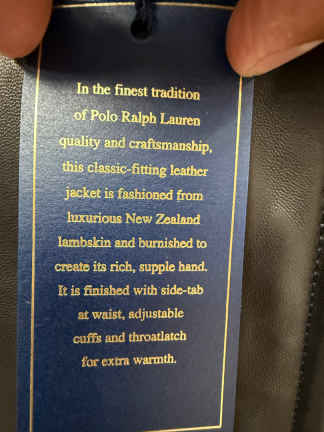 In the finest tradition
of Polo Ralph Lauren
quality and craftsmanship,
this classic-fitting leather
jacket is fashioned from
luxurious New Zealand
lambskin and burnished to
create its rich, supple hand.
It is finished with side-tab
at waist, adjustable
cuffs and throatlatch
for extra warmth.